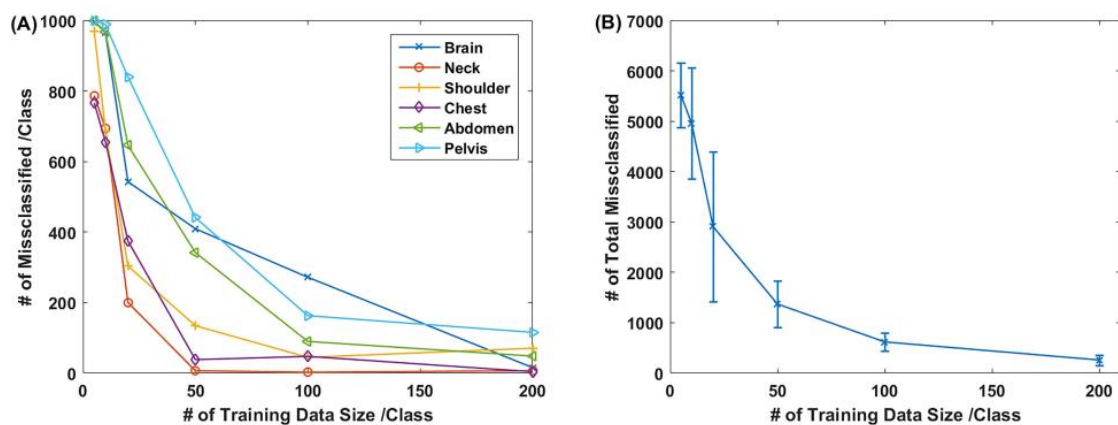 (A)
# of Missclassified /Class
1000
800
600
400
200
0
0 50 100 150 200
# of Training Data Size /Class
Brain
Neck
Shoulder
Chest
Abdomen
Pelvis
(B)
# of Total Missclassified
7000
6000
5000
4000
3000
2000
1000
0
0 50 100 150 200
# of Training Data Size /Class